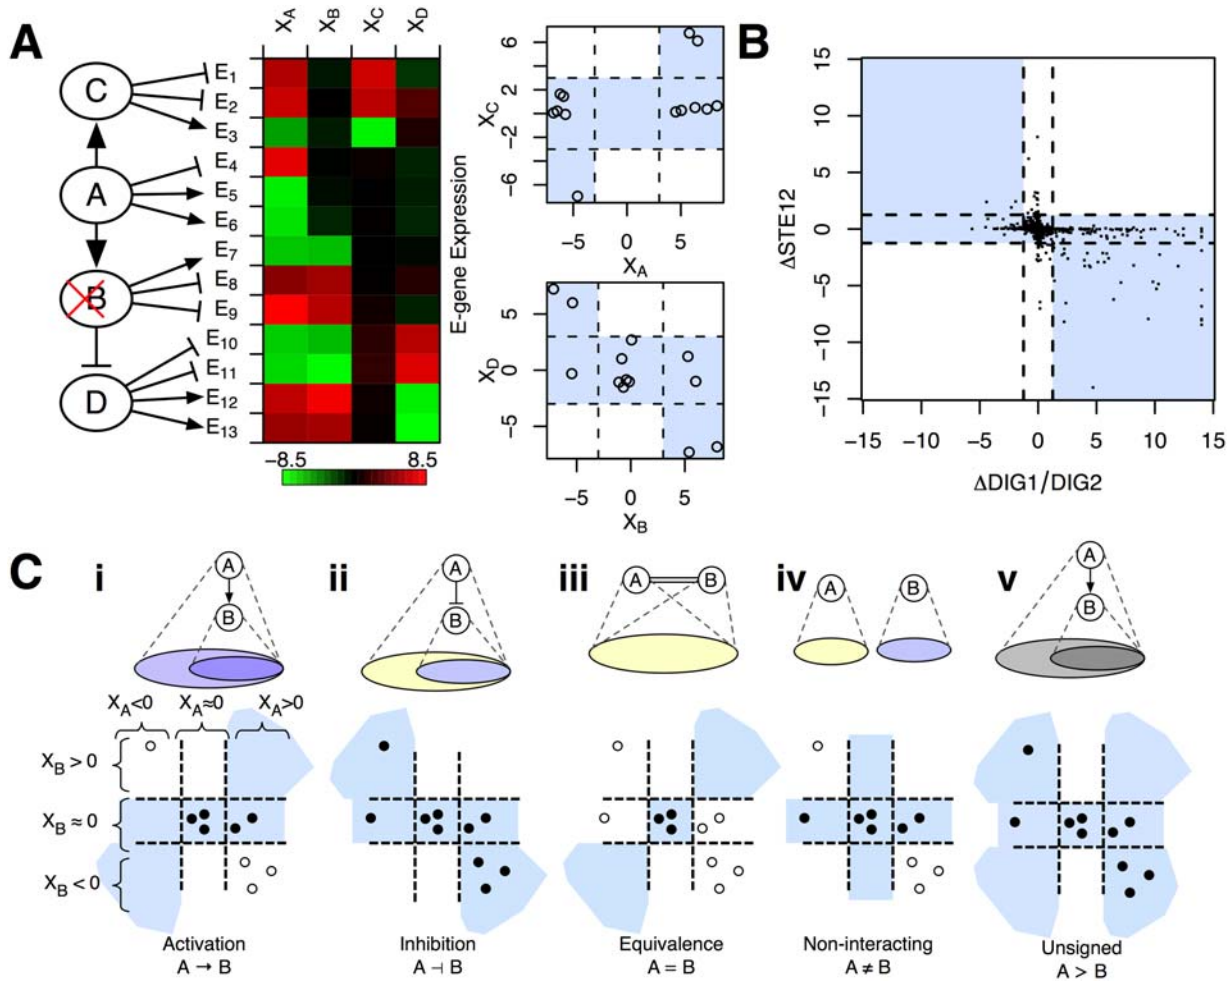 A
X_A X_B X_C X_D
C
A
B
D
E_1
E_2
E_3
E_4
E_5
E_6
E_7
E_8
E_9
E_10
E_11
E_12
E_13
E-gene Expression
−8.5 8.5
X_C
6
2
−2
−6
−5 0 5
X_A
X_D
5
0
−5
−5 0 5
X_B
B
ΔSTE12
15
10
5
0
−5
−10
−15
−15 −10 −5 0 5 10 15
ΔDIG1/DIG2
C
i ii iii iv v
A B
A B
A B
A B
A B
X_A<0 X_A≈0 X_A>0
X_B > 0
X_B ≈ 0
X_B < 0
Activation
A → B
Inhibition
A ⊣ B
Equivalence
A = B
Non-interacting
A ≠ B
Unsigned
A > B